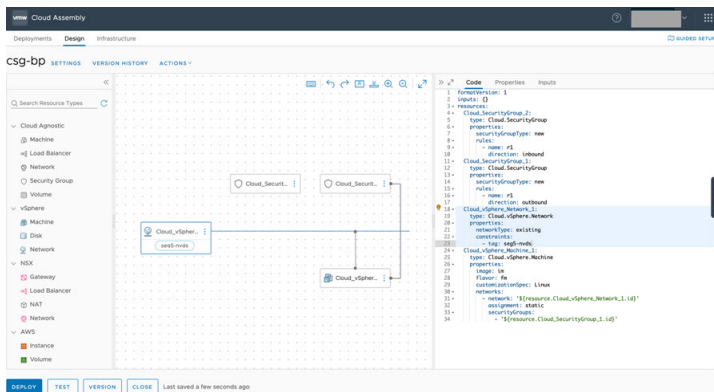 vmw Cloud Assembly
Deployments Design Infrastructure
GUIDED SETUP
csg-bp SETTINGS VERSION HISTORY ACTIONS
Search Resource Types
Cloud Agnostic
Machine
Load Balancer
Network
Security Group
Volume
vSphere
Machine
Disk
Network
NSX
Gateway
Load Balancer
NAT
Network
AWS
Instance
Volume
Cloud_Securit...
Cloud_Securit...
Cloud_vSpher...
seg5-nvds
Cloud_vSpher...
Code Properties Inputs
1 formatVersion: 1
2 inputs: {}
3 resources:
4 Cloud_SecurityGroup_2:
5 type: Cloud.SecurityGroup
6 properties:
7 securityGroupType: new
8 rules:
9 - name: r1
10 direction: inbound
11 Cloud_SecurityGroup_1:
12 type: Cloud.SecurityGroup
13 properties:
14 securityGroupType: new
15 rules:
16 - name: r1
17 direction: outbound
18 Cloud_vSphere_Network_1:
19 type: Cloud.vSphere.Network
20 properties:
21 networkType: existing
22 constraints:
23 - tag: seg5-nvds
24 Cloud_vSphere_Machine_1:
25 type: Cloud.vSphere.Machine
26 properties:
27 image: im
28 flavor: fm
29 customizationSpec: Linux
30 networks:
31 - network: '${resource.Cloud_vSphere_Network_1.id}'
32 assignment: static
33 securityGroups:
34 - '${resource.Cloud_SecurityGroup_1.id}'
DEPLOY TEST VERSION CLOSE Last saved a few seconds ago